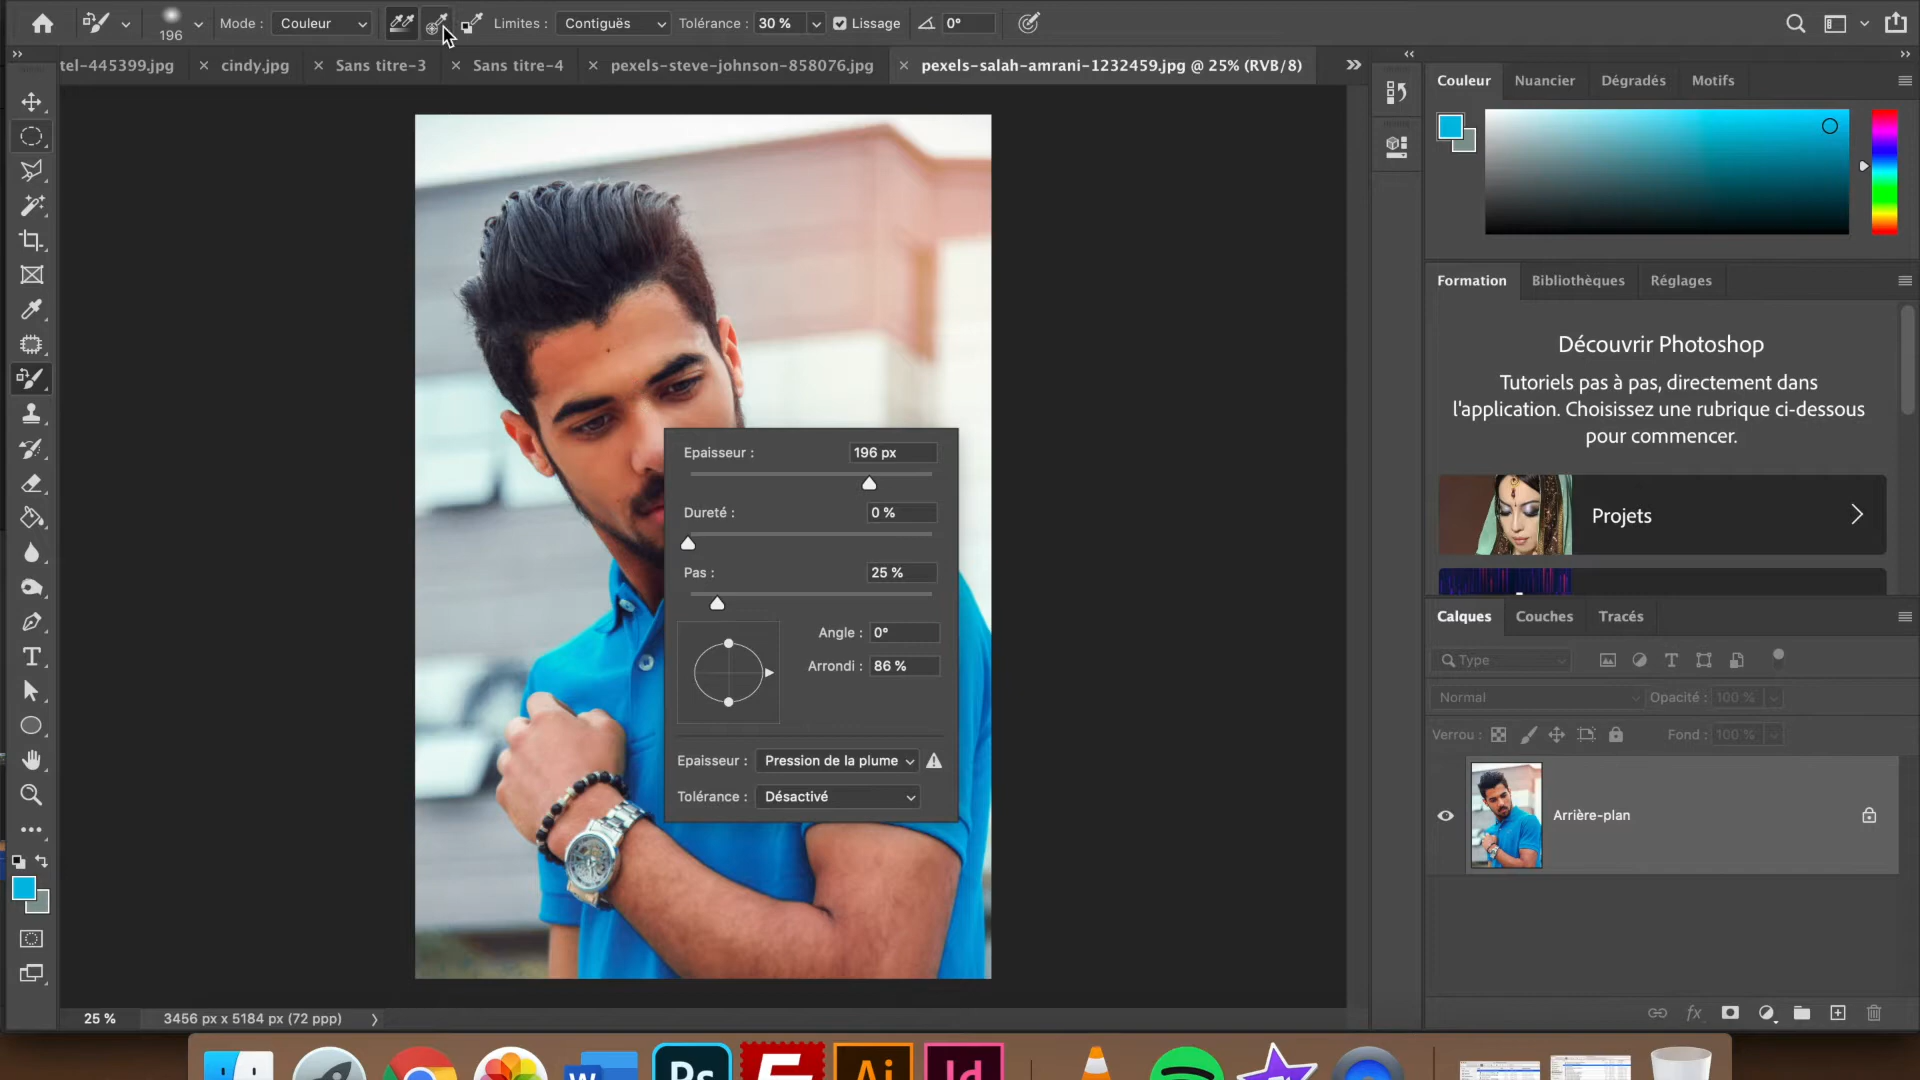 196
Mode : Couleur
Limites : Contiguës
Tolérance : 30 %
Lissage
0°
tel-445399.jpg
cindy.jpg
Sans titre-3
Sans titre-4
pexels-steve-johnson-858076.jpg
pexels-salah-amrani-1232459.jpg @ 25% (RVB/8)
Couleur Nuancier Dégradés Motifs
Formation Bibliothèques Réglages
Découvrir Photoshop
Tutoriels pas à pas, directement dans
l'application. Choisissez une rubrique ci-dessous
pour commencer.
Projets
Epaisseur : 196 px
Dureté : 0 %
Pas : 25 %
Angle : 0°
Arrondi : 86 %
Epaisseur : Pression de la plume
Tolérance : Désactivé
Calques Couches Tracés
Type
Normal Opacité : 100 %
Verrou : Fond : 100 %
Arrière-plan
fx
25 % 3456 px x 5184 px (72 ppp)
W Ps Ai Id